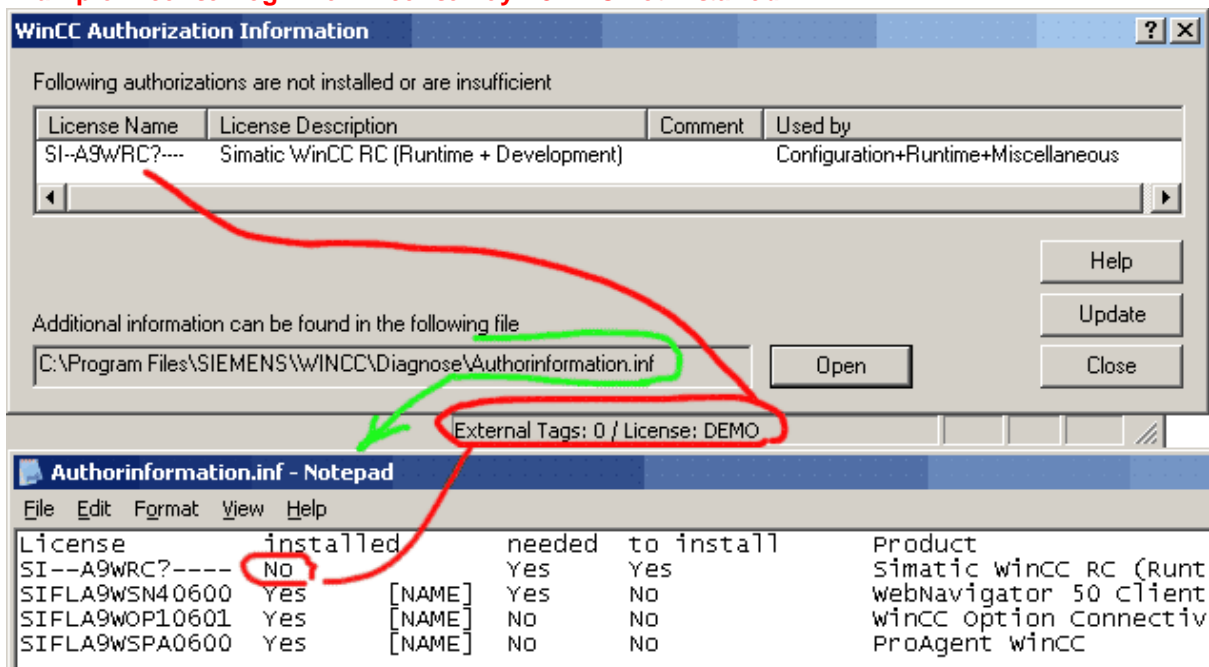 WinCC Authorization Information
Following authorizations are not installed or are insufficient
License Name License Description Comment Used by
SI--A9WRC?---- Simatic WinCC RC (Runtime + Development) Configuration+Runtime+Miscellaneous
Help
Additional information can be found in the following file
Update
C:\Program Files\SIEMENS\WINCC\Diagnose\Authorinformation.inf Open Close
External Tags: 0 / License: DEMO
Authorinformation.inf - Notepad
File Edit Format View Help
License installed needed to install Product
SI--A9WRC?---- No Yes Yes Simatic WinCC RC (Runt
SIFLA9WSN40600 Yes [NAME] Yes No WebNavigator 50 Client
SIFLA9WOP10601 Yes [NAME] No No WinCC Option Connectiv
SIFLA9WSPA0600 Yes [NAME] No No ProAgent WinCC